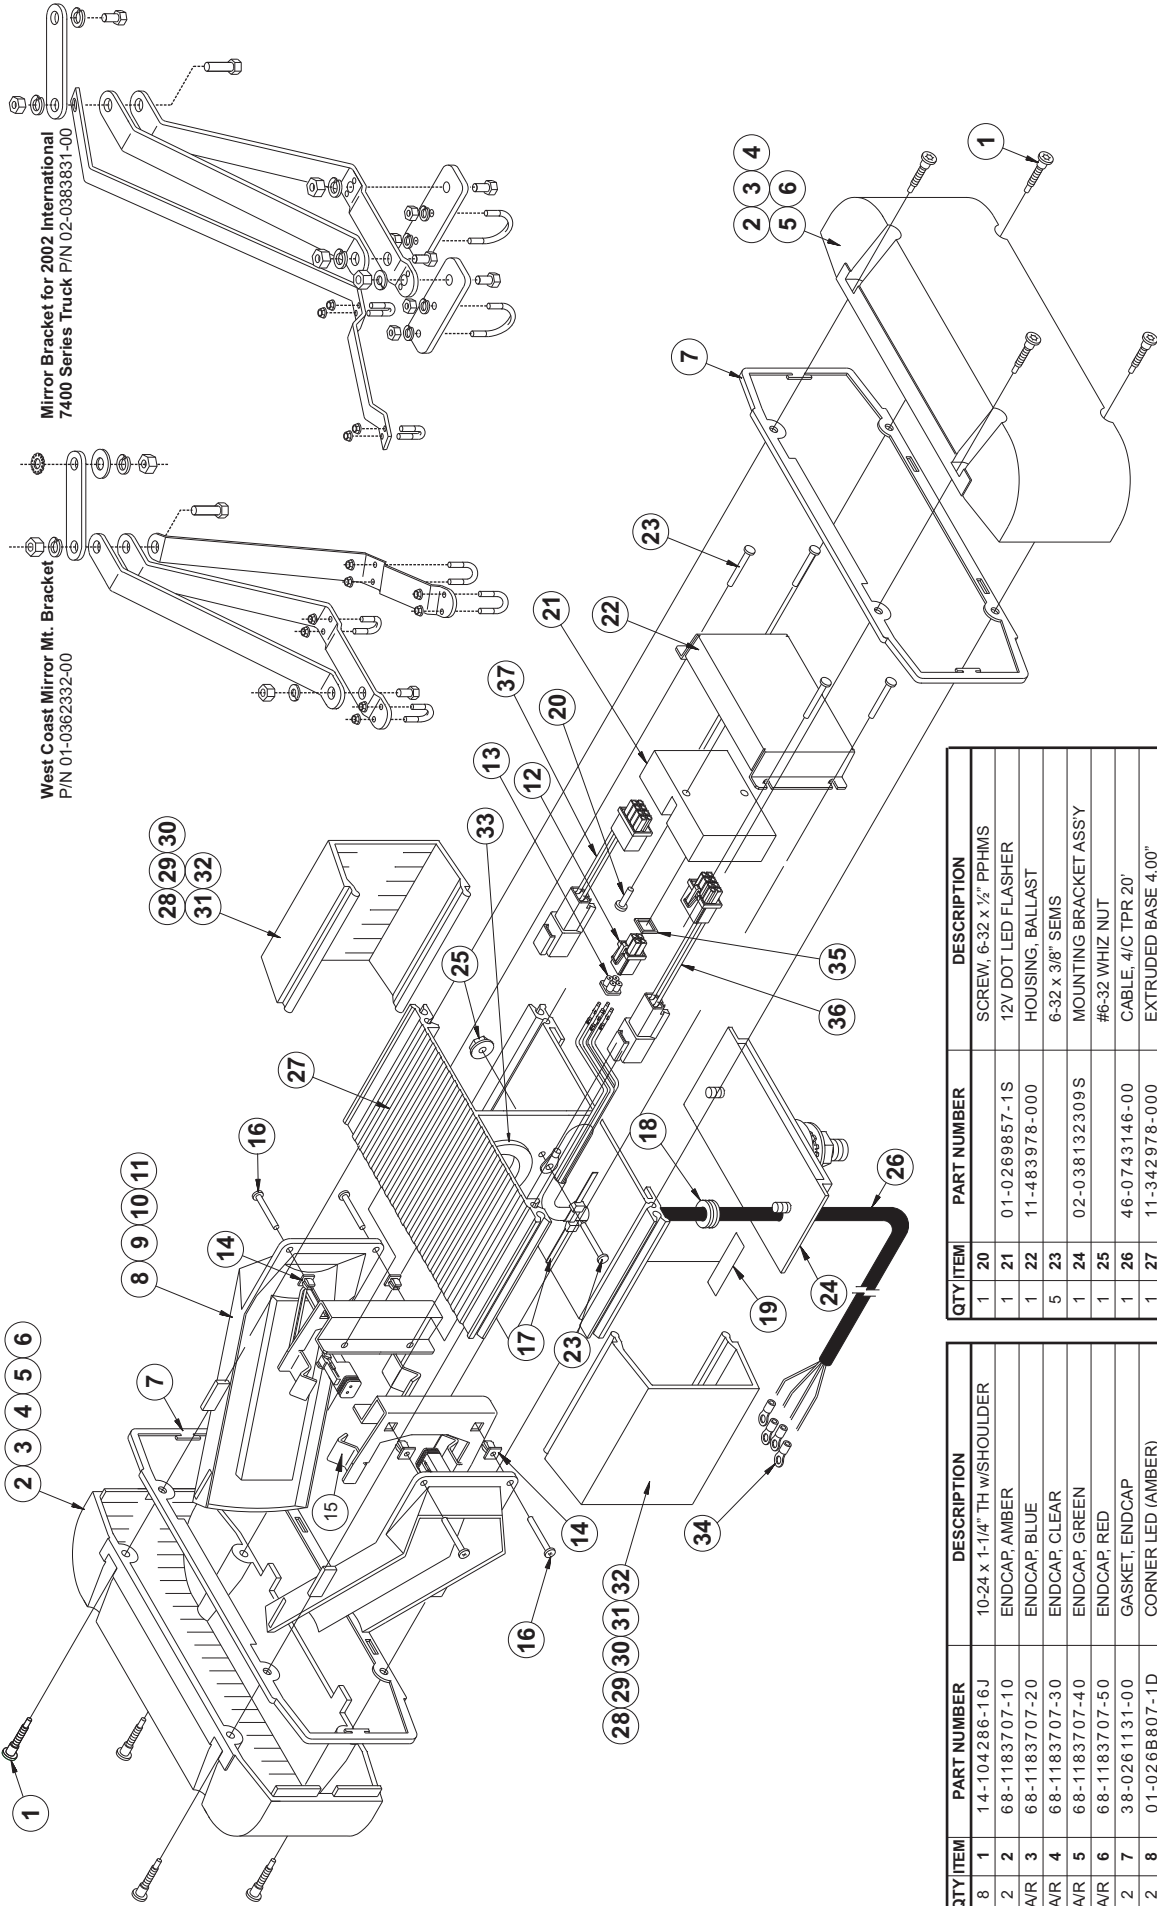 Mirror Bracket for 2002 International
7400 Series Truck P/N 02-0383831-00
West Coast Mirror Mt. Bracket
P/N 01-0362332-00
1
2 3 4 5 6
7
8 9 10 11
14
16
15
14
16
27
28 29 30
31 32
33
25
13
12
37
20
21
22
23
7
2 3 4
5 6
1
17
23
18
19
24
26
34
28 29 30 31 32
35
36
QTY ITEM PART NUMBER DESCRIPTION
8 1 14-104286-16J 10-24 x 1-1/4" TH w/SHOULDER
2 2 68-1183707-10 ENDCAP, AMBER
A/R 3 68-1183707-20 ENDCAP, BLUE
A/R 4 68-1183707-30 ENDCAP, CLEAR
A/R 5 68-1183707-40 ENDCAP, GREEN
A/R 6 68-1183707-50 ENDCAP, RED
2 7 38-0261131-00 GASKET, ENDCAP
2 8 01-026B807-1D CORNER LED (AMBER)
QTY ITEM PART NUMBER DESCRIPTION
1 20 SCREW, 6-32 x ½" PPHMS
1 21 01-0269857-1S 12V DOT LED FLASHER
1 22 11-483978-000 HOUSING, BALLAST
5 23 6-32 x 3/8" SEMS
1 24 02-038132309S MOUNTING BRACKET ASS'Y
1 25 #6-32 WHIZ NUT
1 26 46-0743146-00 CABLE, 4/C TPR 20'
1 27 11-342978-000 EXTRUDED BASE 4.00"